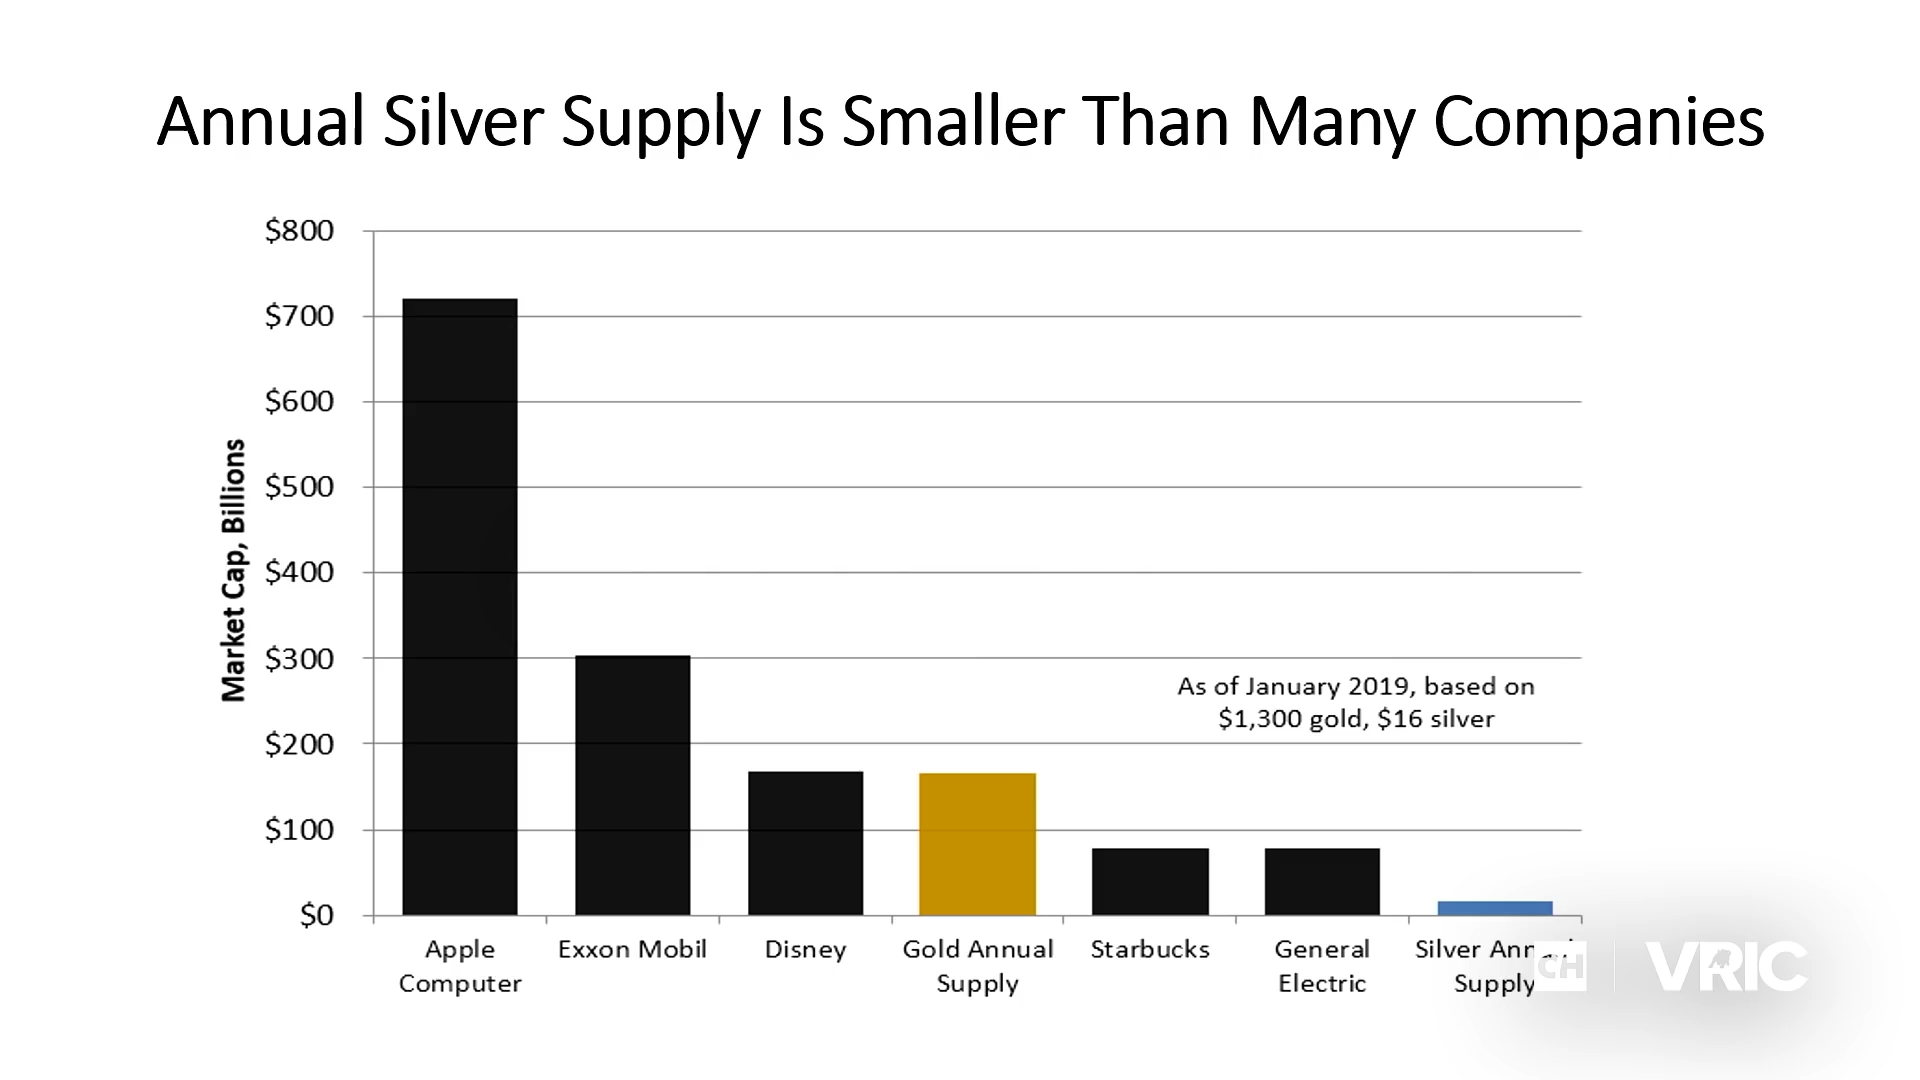 Annual Silver Supply Is Smaller Than Many Companies
Market Cap, Billions
$800
$700
$600
$500
$400
$300
$200
$100
$0
As of January 2019, based on
$1,300 gold, $16 silver
Apple
Computer
Exxon Mobil
Disney
Gold Annual
Supply
Starbucks
General
Electric
Silver Annual
Supply
CH
VRIC